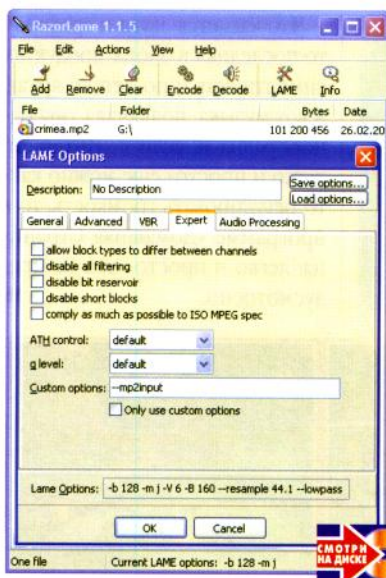 RazorLame 1.1.5
File Edit Actions View Help
Add Remove Clear Encode Decode LAME Info
File Folder Bytes Date
crimea.mp2 G:\ 101 200 456 26.02.20
LAME Options
Description: No Description
Save options...
Load options...
General Advanced VBR Expert Audio Processing
allow block types to differ between channels
disable all filtering
disable bit reservoir
disable short blocks
comply as much as possible to ISO MPEG spec
ATH control: default
q level: default
Custom options: --mp2input
Only use custom options
Lame Options: -b 128 -m j -V 6 -B 160 --resample 44.1 --lowpass
OK Cancel
One file Current LAME options: -b 128 -m j
СМОТРИ
НА ДИСКЕ